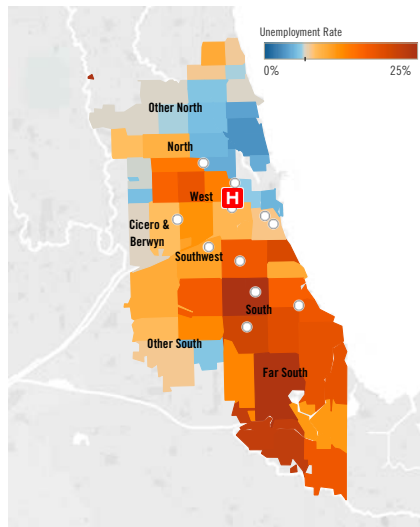 Unemployment Rate
0%
25%
Other North
North
West
H
Cicero &
Berwyn
Southwest
South
Other South
Far South